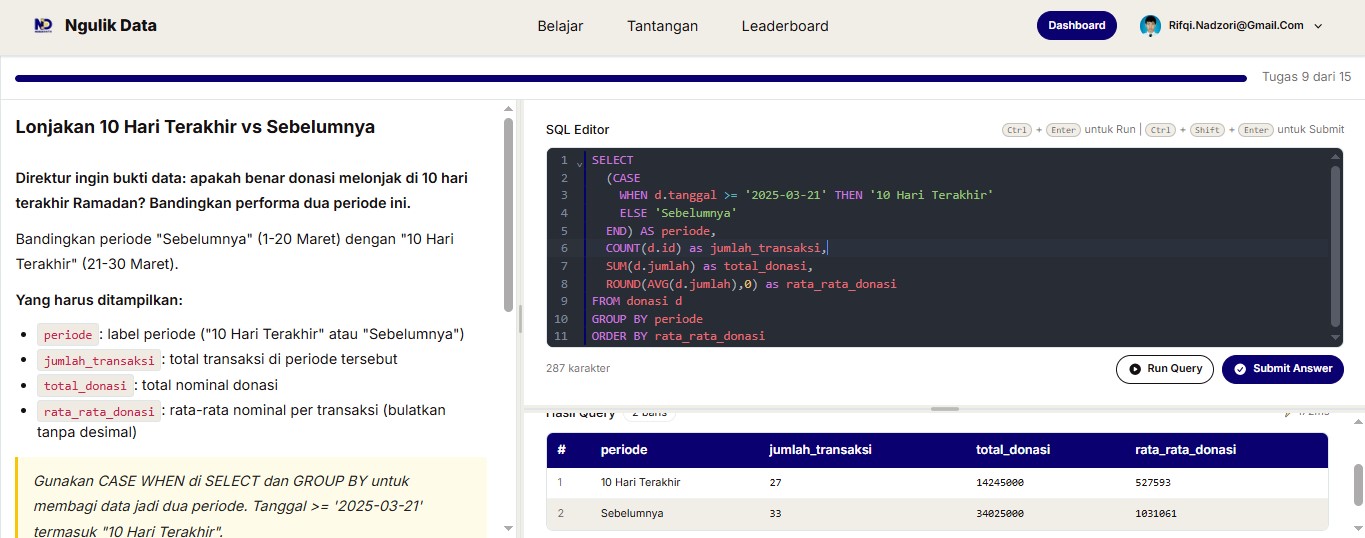 Ngulik Data
Belajar
Tantangan
Leaderboard
Dashboard
Rifqi.Nadzori@Gmail.Com
Tugas 9 dari 15
Lonjakan 10 Hari Terakhir vs Sebelumnya
Direktur ingin bukti data: apakah benar donasi melonjak di 10 hari
terakhir Ramadan? Bandingkan performa dua periode ini.
Bandingkan periode "Sebelumnya" (1-20 Maret) dengan "10 Hari
Terakhir" (21-30 Maret).
Yang harus ditampilkan:
periode: label periode ("10 Hari Terakhir" atau "Sebelumnya")
jumlah_transaksi: total transaksi di periode tersebut
total_donasi: total nominal donasi
rata_rata_donasi: rata-rata nominal per transaksi (bulatkan
tanpa desimal)
Gunakan CASE WHEN di SELECT dan GROUP BY untuk
membagi data jadi dua periode. Tanggal >= '2025-03-21'
termasuk "10 Hari Terakhir".
SQL Editor
Ctrl + Enter untuk Run | Ctrl + Shift + Enter untuk Submit
1 SELECT
2 (CASE
3 WHEN d.tanggal >= '2025-03-21' THEN '10 Hari Terakhir'
4 ELSE 'Sebelumnya'
5 END) AS periode,
6 COUNT(d.id) as jumlah_transaksi,
7 SUM(d.jumlah) as total_donasi,
8 ROUND(AVG(d.jumlah),0) as rata_rata_donasi
9 FROM donasi d
10 GROUP BY periode
11 ORDER BY rata_rata_donasi
287 karakter
Run Query
Submit Answer
Hasil Query 2 baris
# periode jumlah_transaksi total_donasi rata_rata_donasi
1 10 Hari Terakhir 27 14245000 527593
2 Sebelumnya 33 34025000 1031061